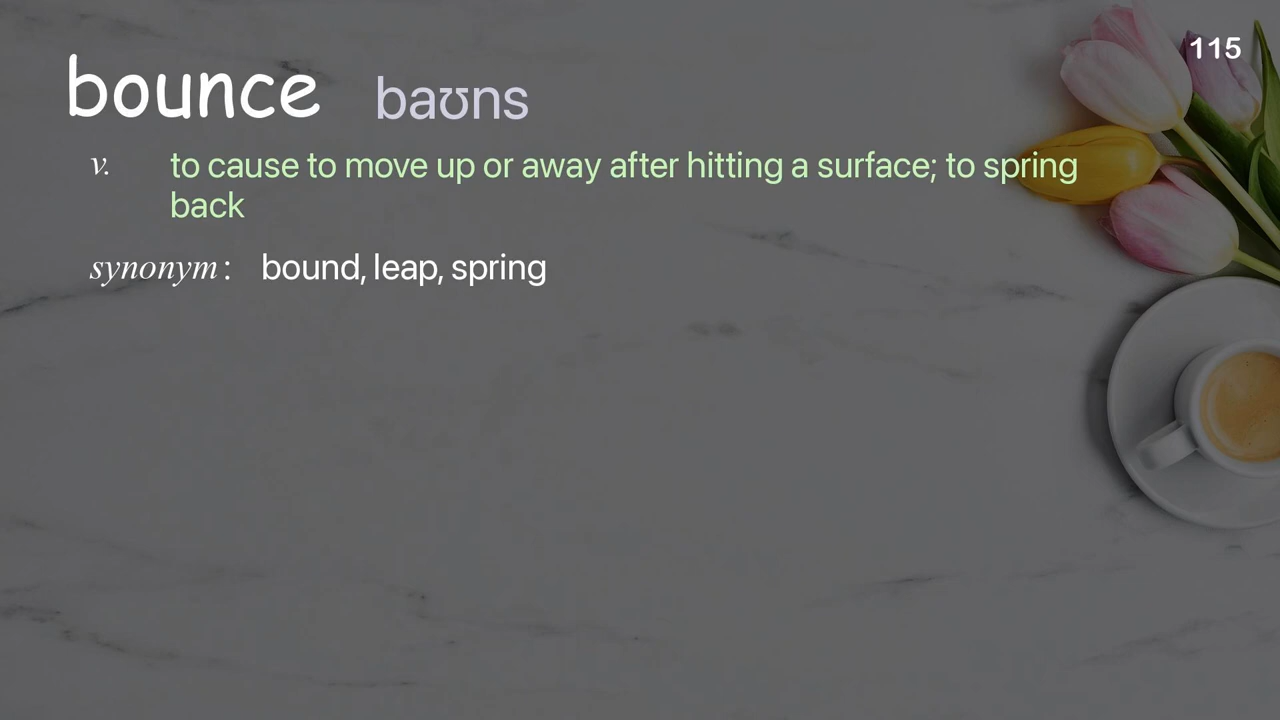 115
bounce baʊns
v. to cause to move up or away after hitting a surface; to spring
back
synonym : bound, leap, spring